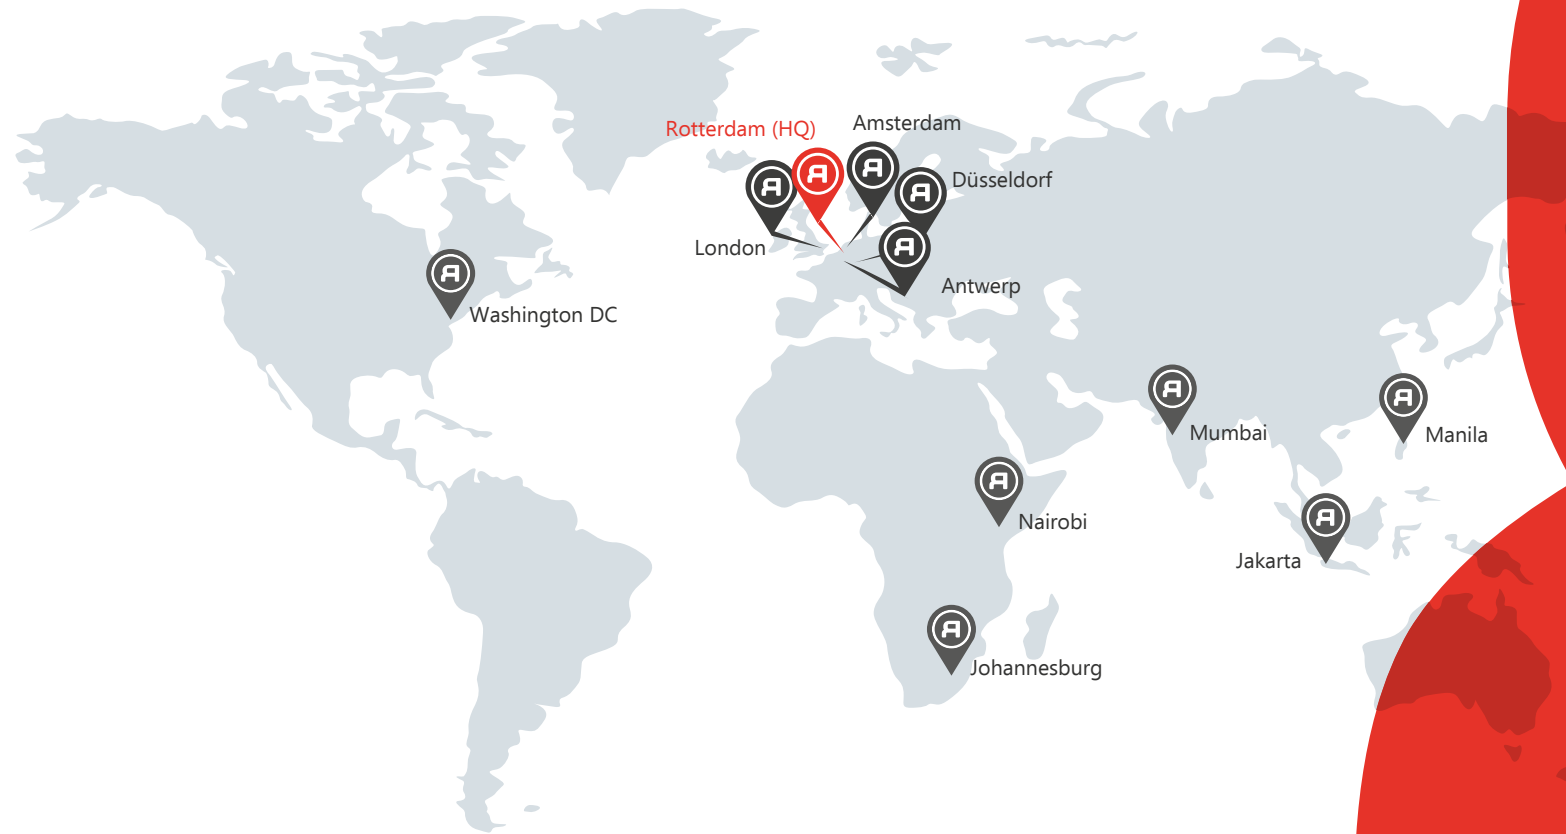 Amsterdam
Rotterdam (HQ)
Düsseldorf
London
Antwerp
Washington DC
Mumbai
Manila
Nairobi
Jakarta
Johannesburg